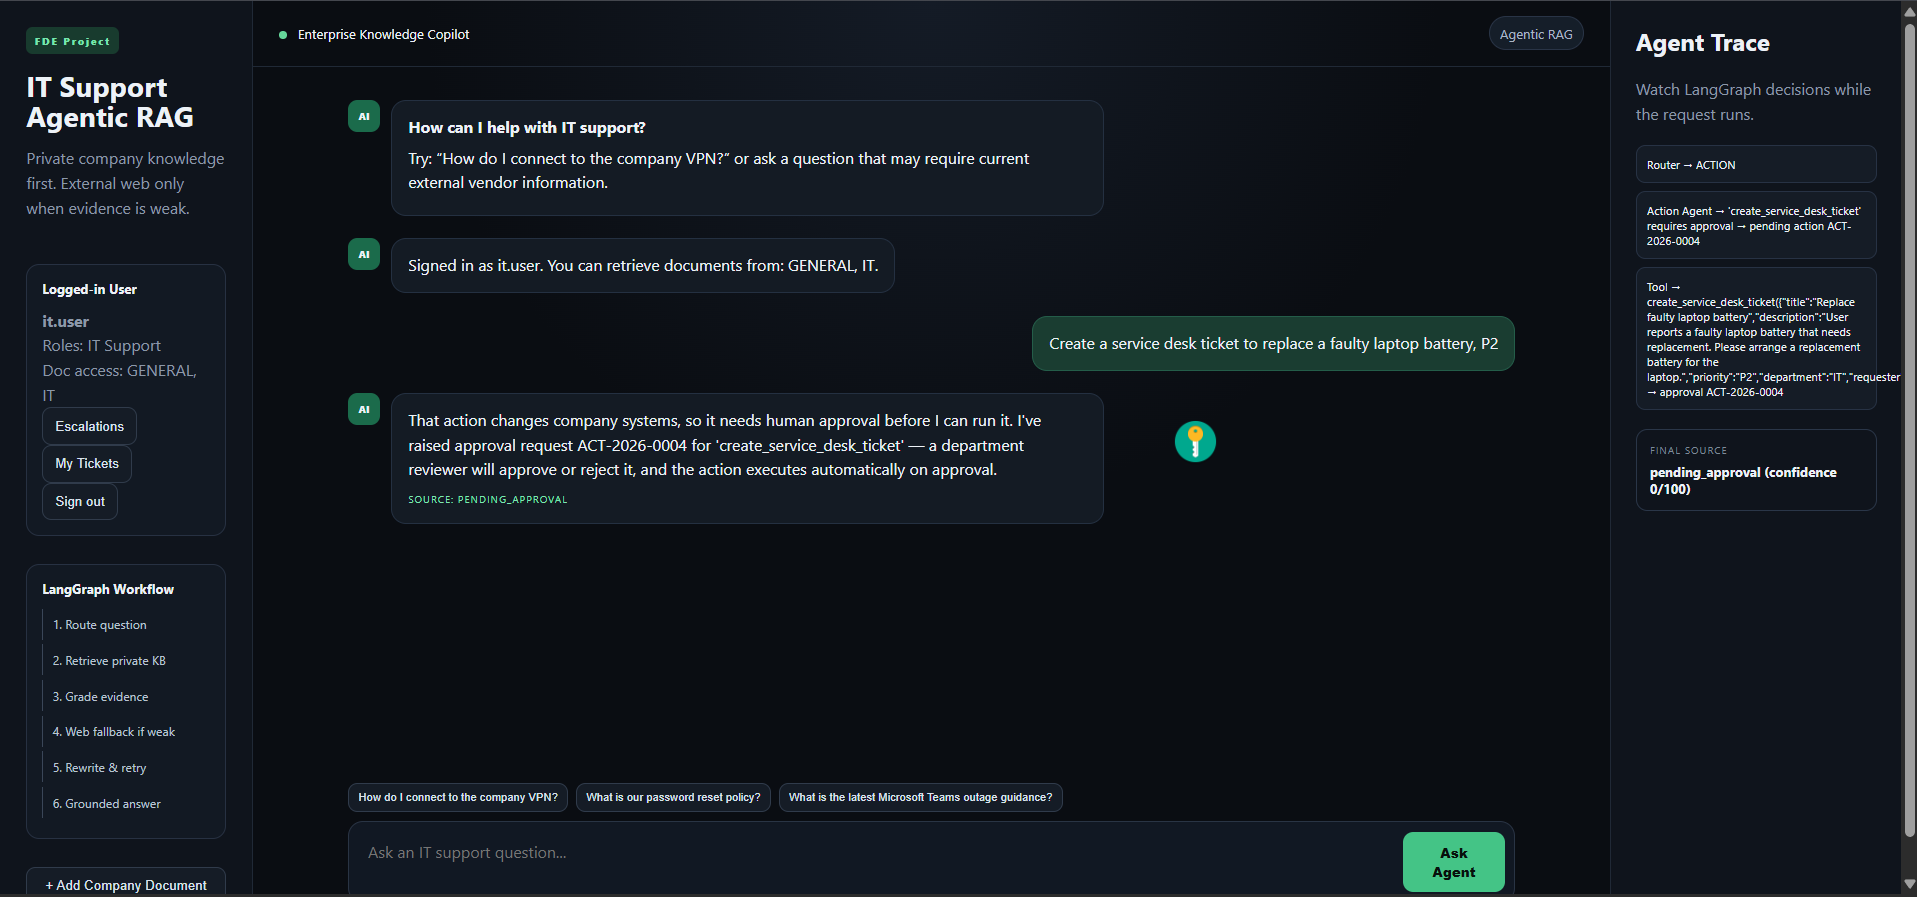 FDE Project
IT Support
Agentic RAG
Private company knowledge
first. External web only
when evidence is weak.
Logged-in User
it.user
Roles: IT Support
Doc access: GENERAL,
IT
Escalations
My Tickets
Sign out
LangGraph Workflow
1. Route question
2. Retrieve private KB
3. Grade evidence
4. Web fallback if weak
5. Rewrite & retry
6. Grounded answer
+ Add Company Document
Enterprise Knowledge Copilot
Agentic RAG
AI
How can I help with IT support?
Try: “How do I connect to the company VPN?” or ask a question that may require current
external vendor information.
AI
Signed in as it.user. You can retrieve documents from: GENERAL, IT.
Create a service desk ticket to replace a faulty laptop battery, P2
AI
That action changes company systems, so it needs human approval before I can run it. I've
raised approval request ACT-2026-0004 for 'create_service_desk_ticket' — a department
reviewer will approve or reject it, and the action executes automatically on approval.
SOURCE: PENDING_APPROVAL
How do I connect to the company VPN?
What is our password reset policy?
What is the latest Microsoft Teams outage guidance?
Ask an IT support question...
Ask
Agent
Agent Trace
Watch LangGraph decisions while
the request runs.
Router → ACTION
Action Agent → 'create_service_desk_ticket'
requires approval → pending action ACT-
2026-0004
Tool →
create_service_desk_ticket({"title":"Replace
faulty laptop battery","description":"User
reports a faulty laptop battery that needs
replacement. Please arrange a replacement
battery for the
laptop.","priority":"P2","department":"IT","requester
→ approval ACT-2026-0004
FINAL SOURCE
pending_approval (confidence
0/100)